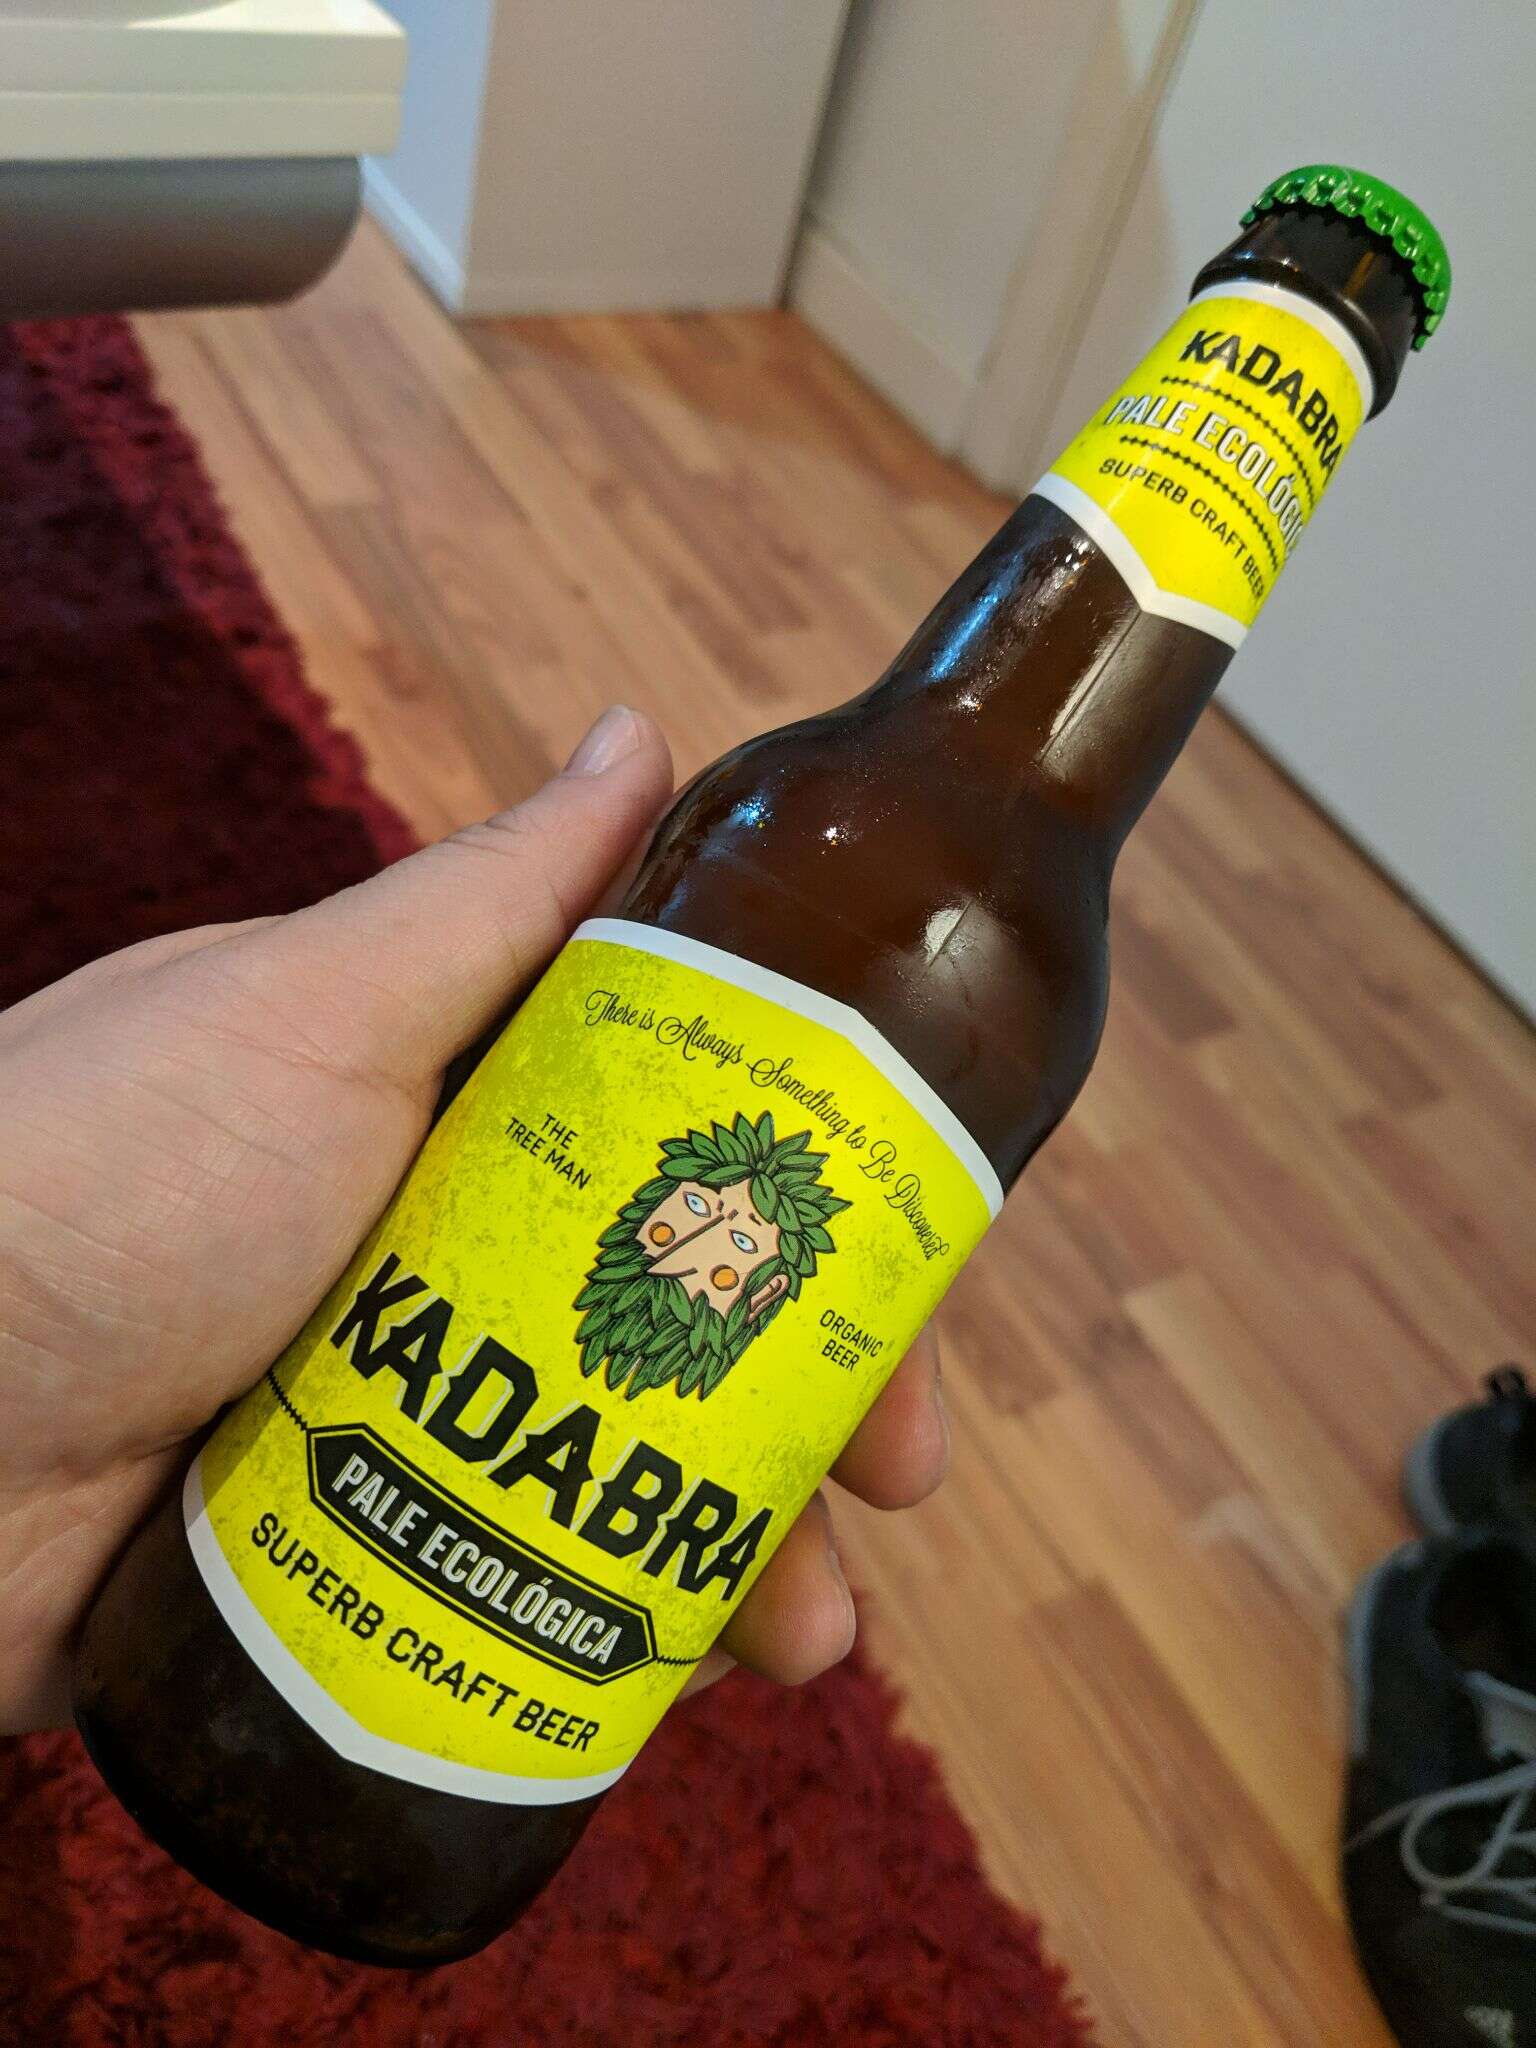 KADABRA
PALE ECOLÓGIC
SUPERB CRAFT BEER
There is Always Something to Be Discovered
THE
TREE MAN
ORGANIC
BEER
KADABRA
PALE ECOLÓGICA
SUPERB CRAFT BEER